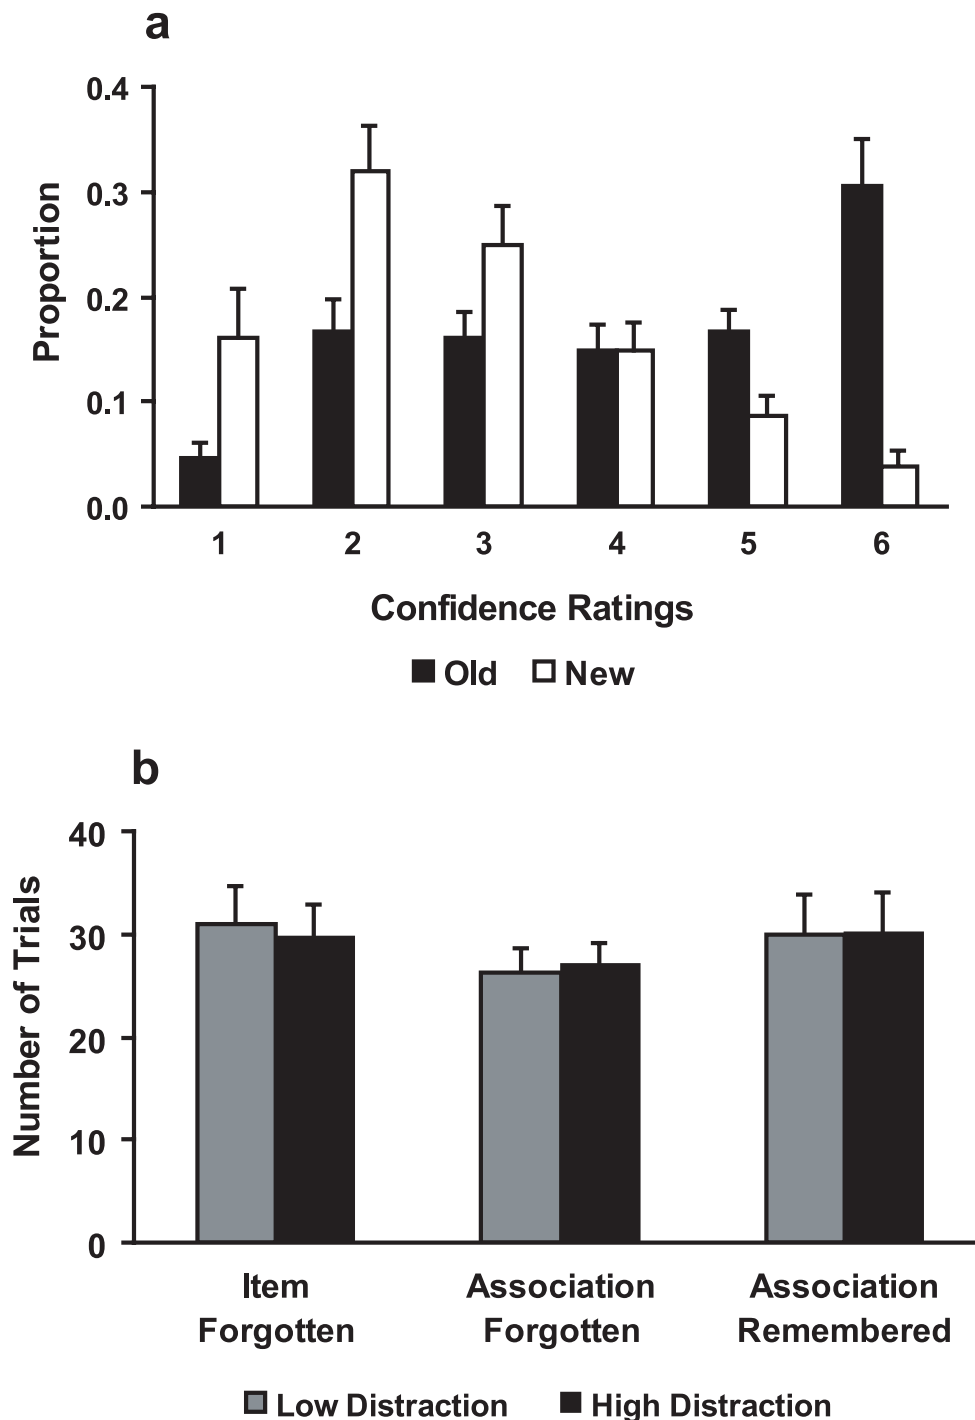 a
0.4
0.3
0.2
0.1
0.0
Proportion
1 2 3 4 5 6
Confidence Ratings
Old New
b
40
30
20
10
0
Number of Trials
Item Forgotten
Association Forgotten
Association Remembered
Low Distraction High Distraction